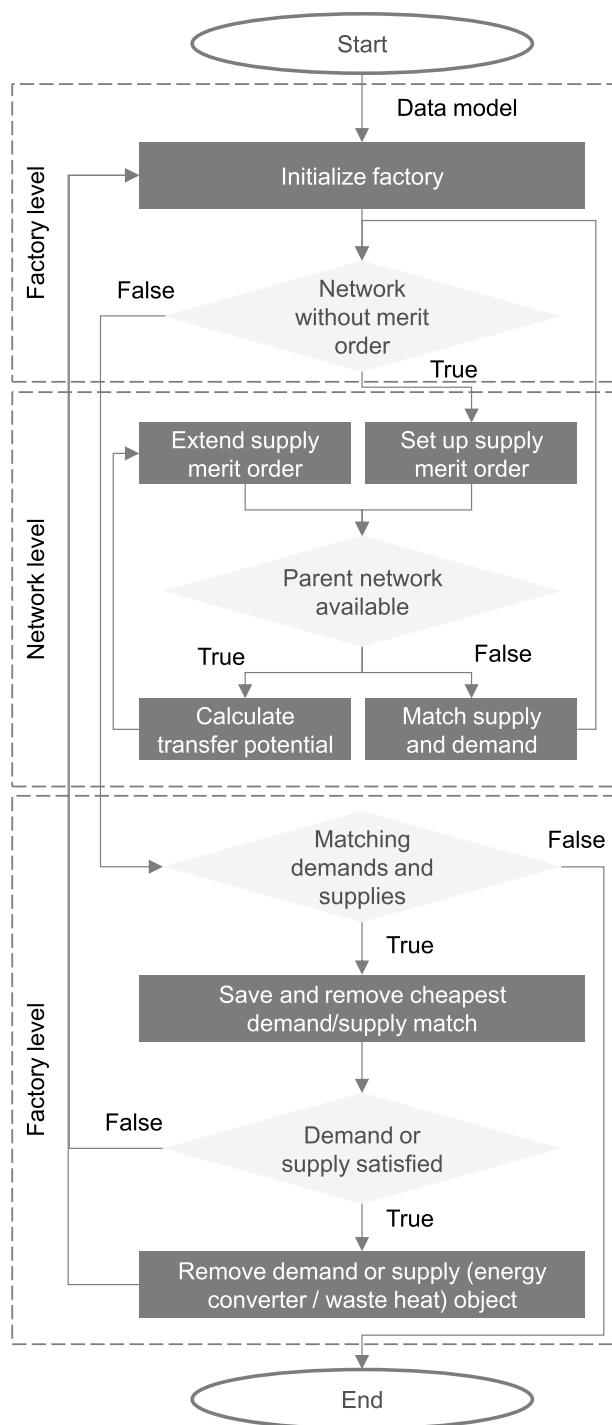 Start
Data model
Factory level
Initialize factory
False
Network
without merit
order
True
Network level
Extend supply
merit order
Set up supply
merit order
Parent network
available
True
False
Calculate
transfer potential
Match supply
and demand
Factory level
Matching
demands and
supplies
False
True
Save and remove cheapest
demand/supply match
False
Demand or
supply satisfied
True
Remove demand or supply (energy
converter / waste heat) object
End